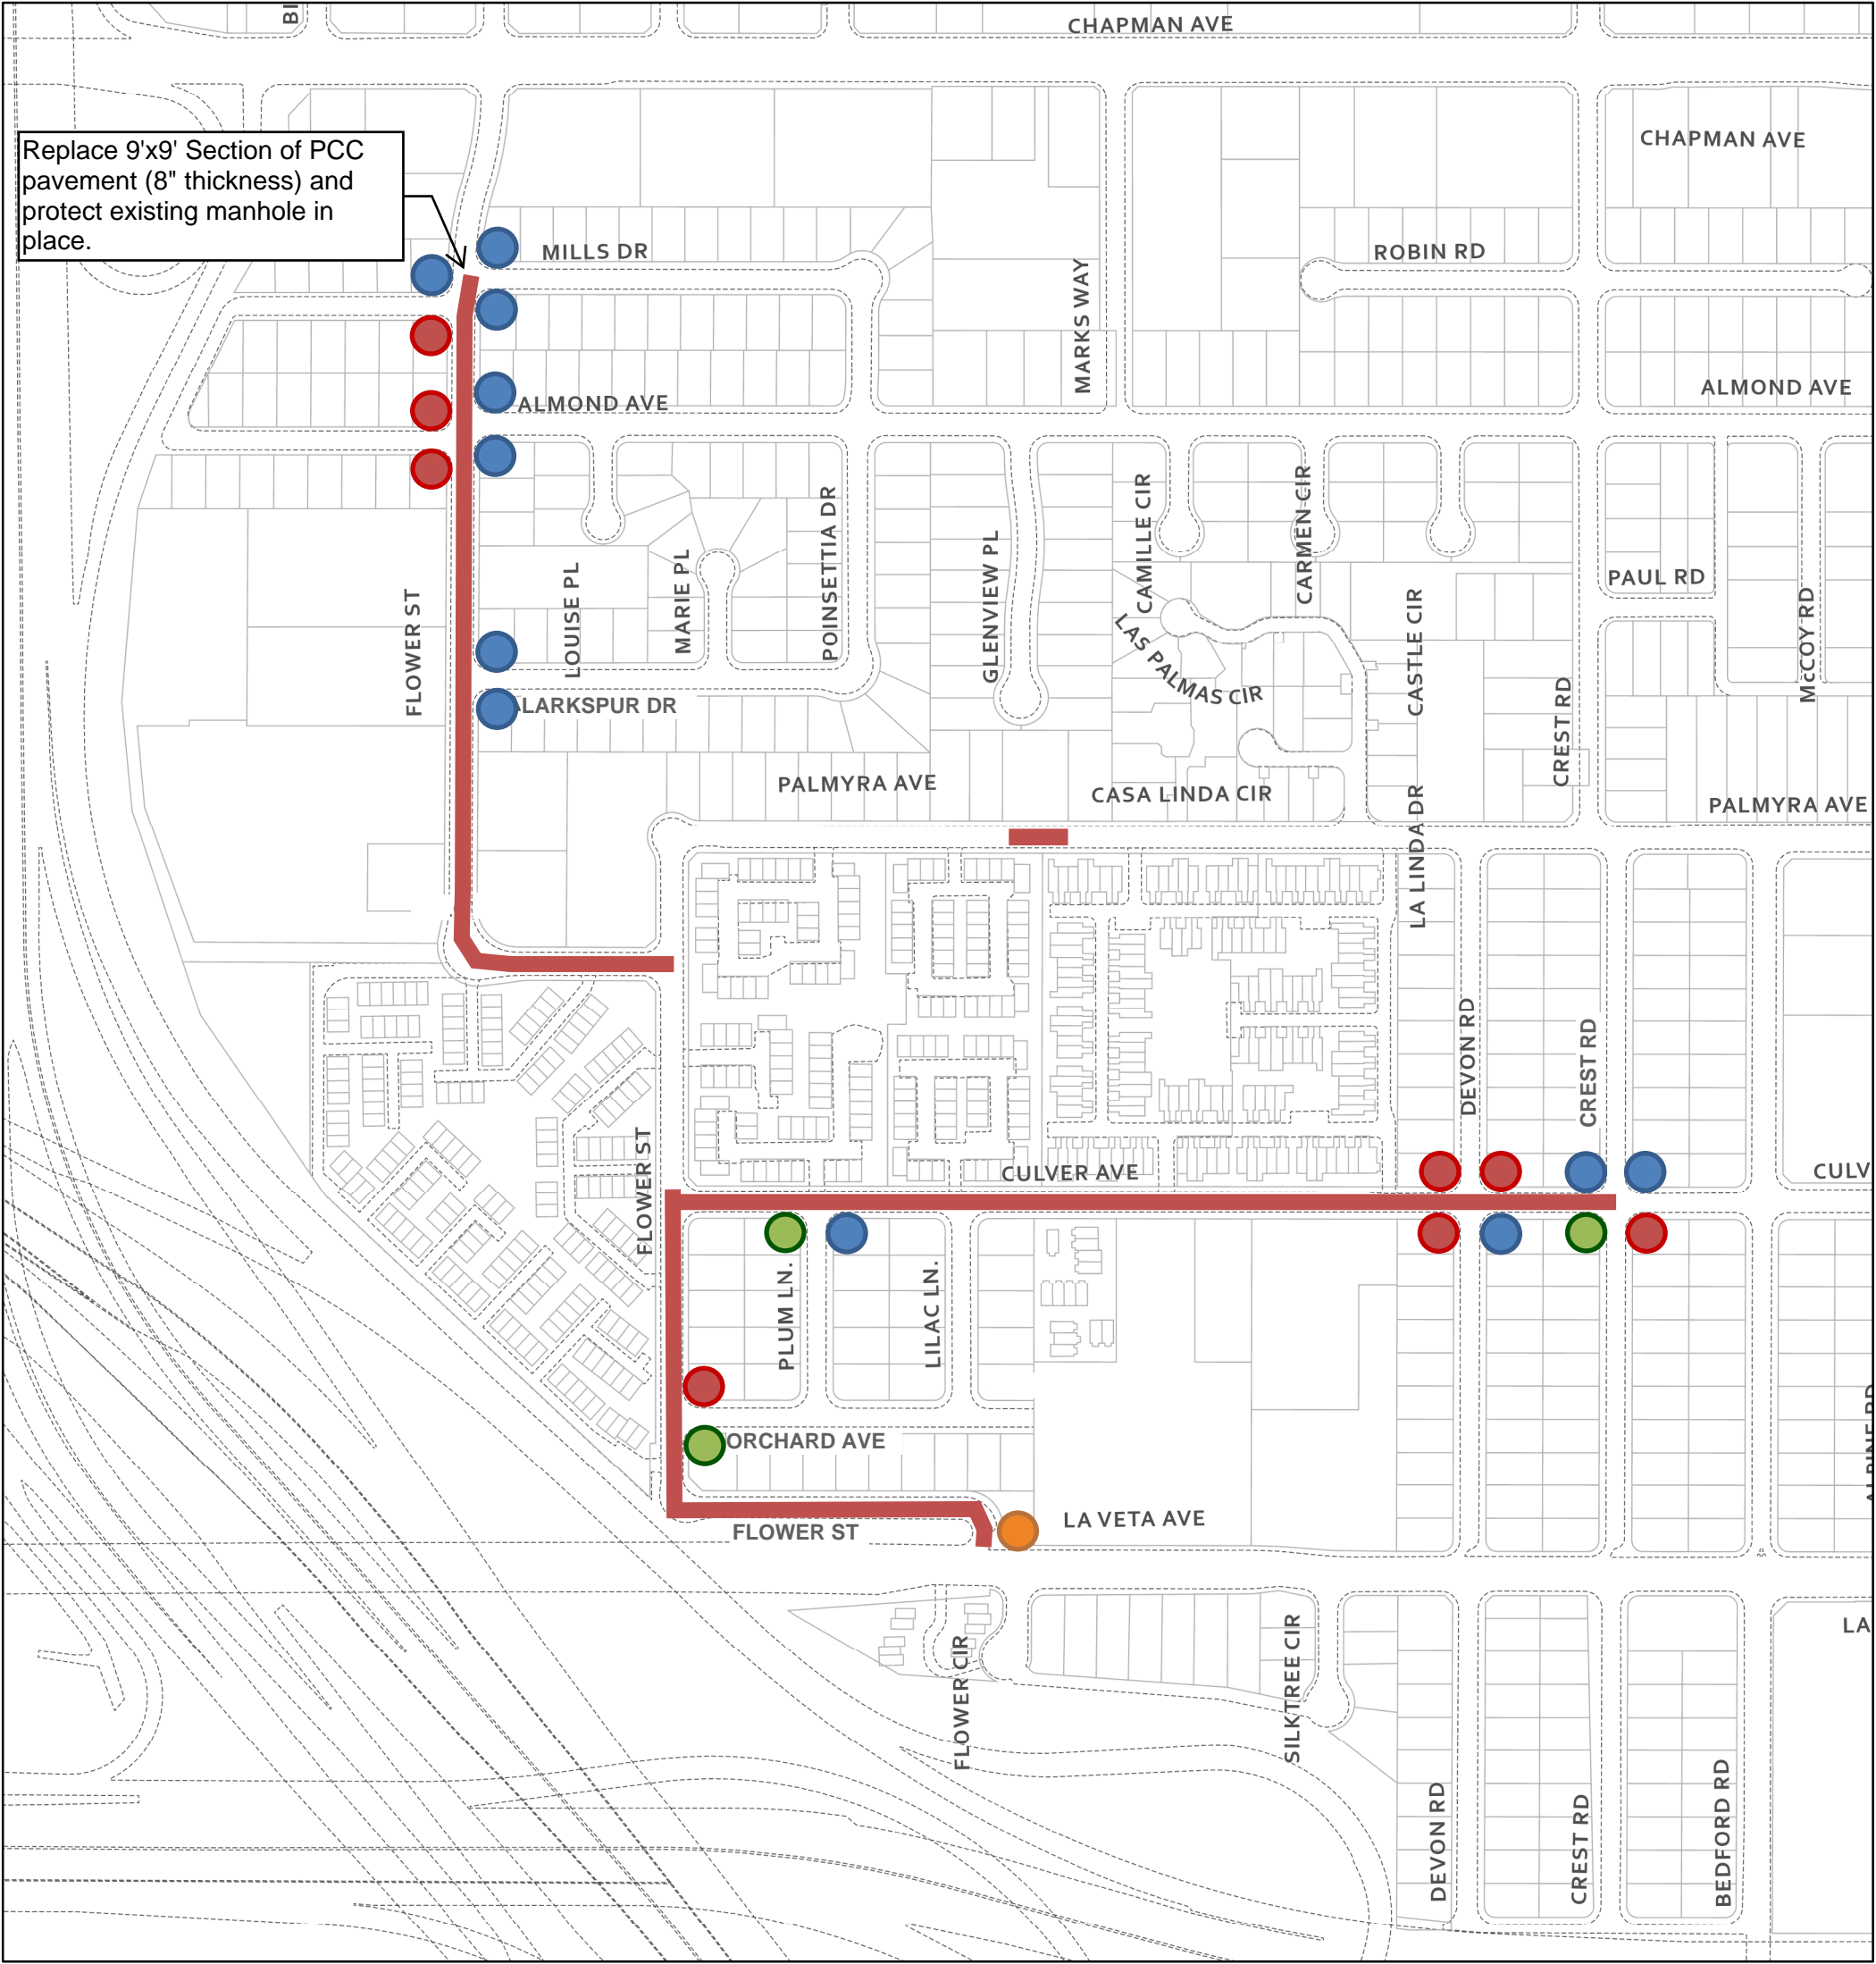 CHAPMAN AVE
CHAPMAN AVE
Replace 9'x9' Section of PCC
pavement (8" thickness) and
protect existing manhole in
place.
MILLS DR
ROBIN RD
MARKS WAY
ALMOND AVE
ALMOND AVE
FLOWER ST
LOUISE PL
MARIE PL
POINSETTIA DR
GLENVIEW PL
CAMILLE CIR
CARMEN CIR
LAS PALMAS CIR
CASTLE CIR
PAUL RD
McCOY RD
CREST RD
LARKSPUR DR
PALMYRA AVE
CASA LINDA CIR
LA LINDA DR
PALMYRA AVE
DEVON RD
CREST RD
FLOWER ST
CULVER AVE
CULV
PLUM LN.
LILAC LN.
ORCHARD AVE
FLOWER ST
LA VETA AVE
FLOWER CIR
SILKTREE CIR
LA
DEVON RD
CREST RD
BEDFORD RD